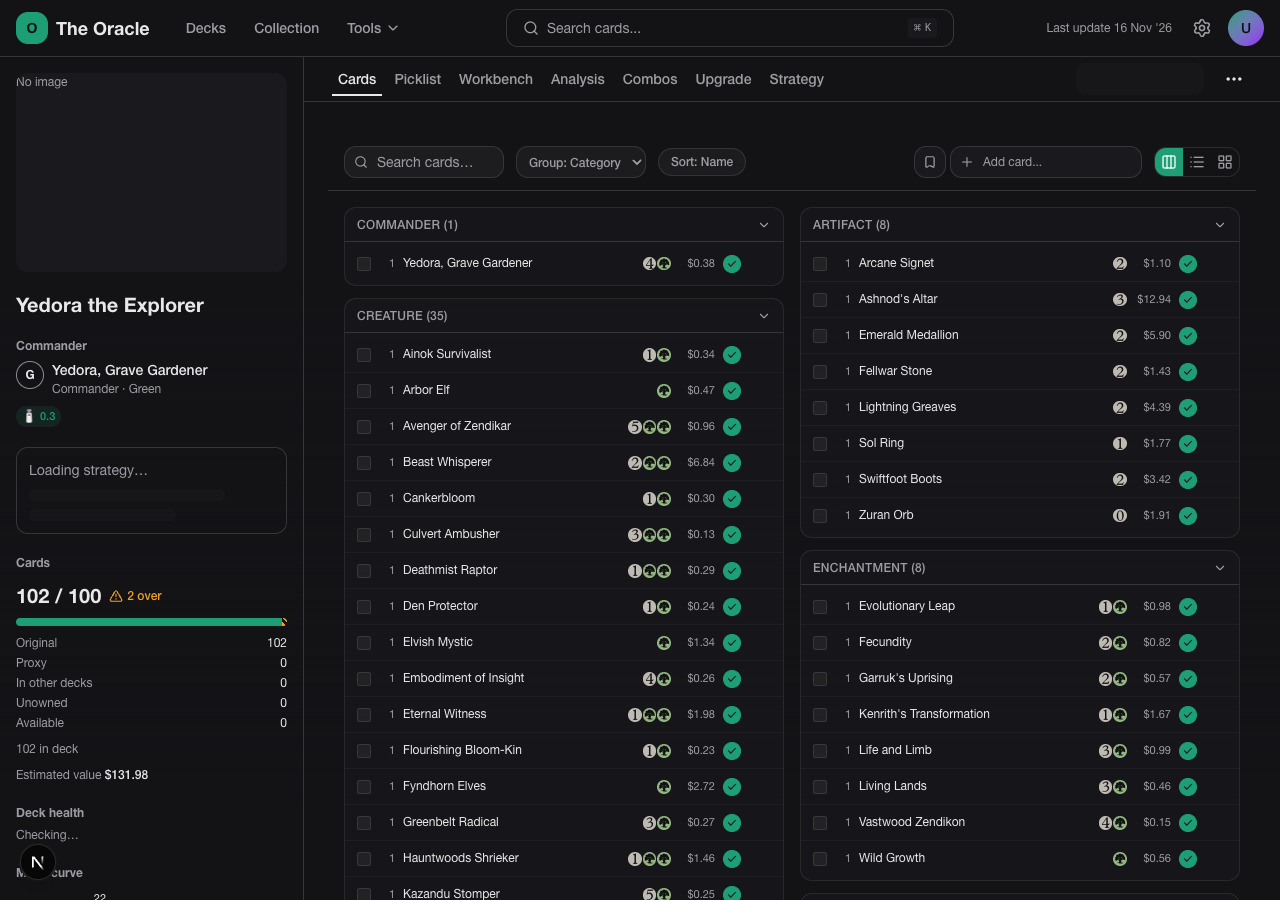 O The Oracle Decks Collection Tools Search cards... ⌘ K Last update 16 Nov '26 U
No image
Cards Picklist Workbench Analysis Combos Upgrade Strategy
Search cards... Group: Category Sort: Name Add card...
Yedora the Explorer
Commander
G Yedora, Grave Gardener
Commander · Green
0.3
Loading strategy...
Cards
102 / 100 2 over
Original 102
Proxy 0
In other decks 0
Unowned 0
Available 0
102 in deck
Estimated value $131.98
Deck health
Checking...
N
curve
22
COMMANDER (1)
1 Yedora, Grave Gardener 4 $0.38
CREATURE (35)
1 Ainok Survivalist 1 $0.34
1 Arbor Elf $0.47
1 Avenger of Zendikar 5 $0.96
1 Beast Whisperer 2 $6.84
1 Cankerbloom 1 $0.30
1 Culvert Ambusher 3 $0.13
1 Deathmist Raptor 1 $0.29
1 Den Protector 1 $0.24
1 Elvish Mystic $1.34
1 Embodiment of Insight 4 $0.26
1 Eternal Witness 1 $1.98
1 Flourishing Bloom-Kin 1 $0.23
1 Fyndhorn Elves $2.72
1 Greenbelt Radical 3 $0.27
1 Hauntwoods Shrieker 1 $1.46
1 Kazandu Stomper 5 $0.25
ARTIFACT (8)
1 Arcane Signet 2 $1.10
1 Ashnod's Altar 3 $12.94
1 Emerald Medallion 2 $5.90
1 Fellwar Stone 2 $1.43
1 Lightning Greaves 2 $4.39
1 Sol Ring 1 $1.77
1 Swiftfoot Boots 2 $3.42
1 Zuran Orb 0 $1.91
ENCHANTMENT (8)
1 Evolutionary Leap 1 $0.98
1 Fecundity 2 $0.82
1 Garruk's Uprising 2 $0.57
1 Kenrith's Transformation 1 $1.67
1 Life and Limb 3 $0.99
1 Living Lands 3 $0.46
1 Vastwood Zendikon 4 $0.15
1 Wild Growth $0.56